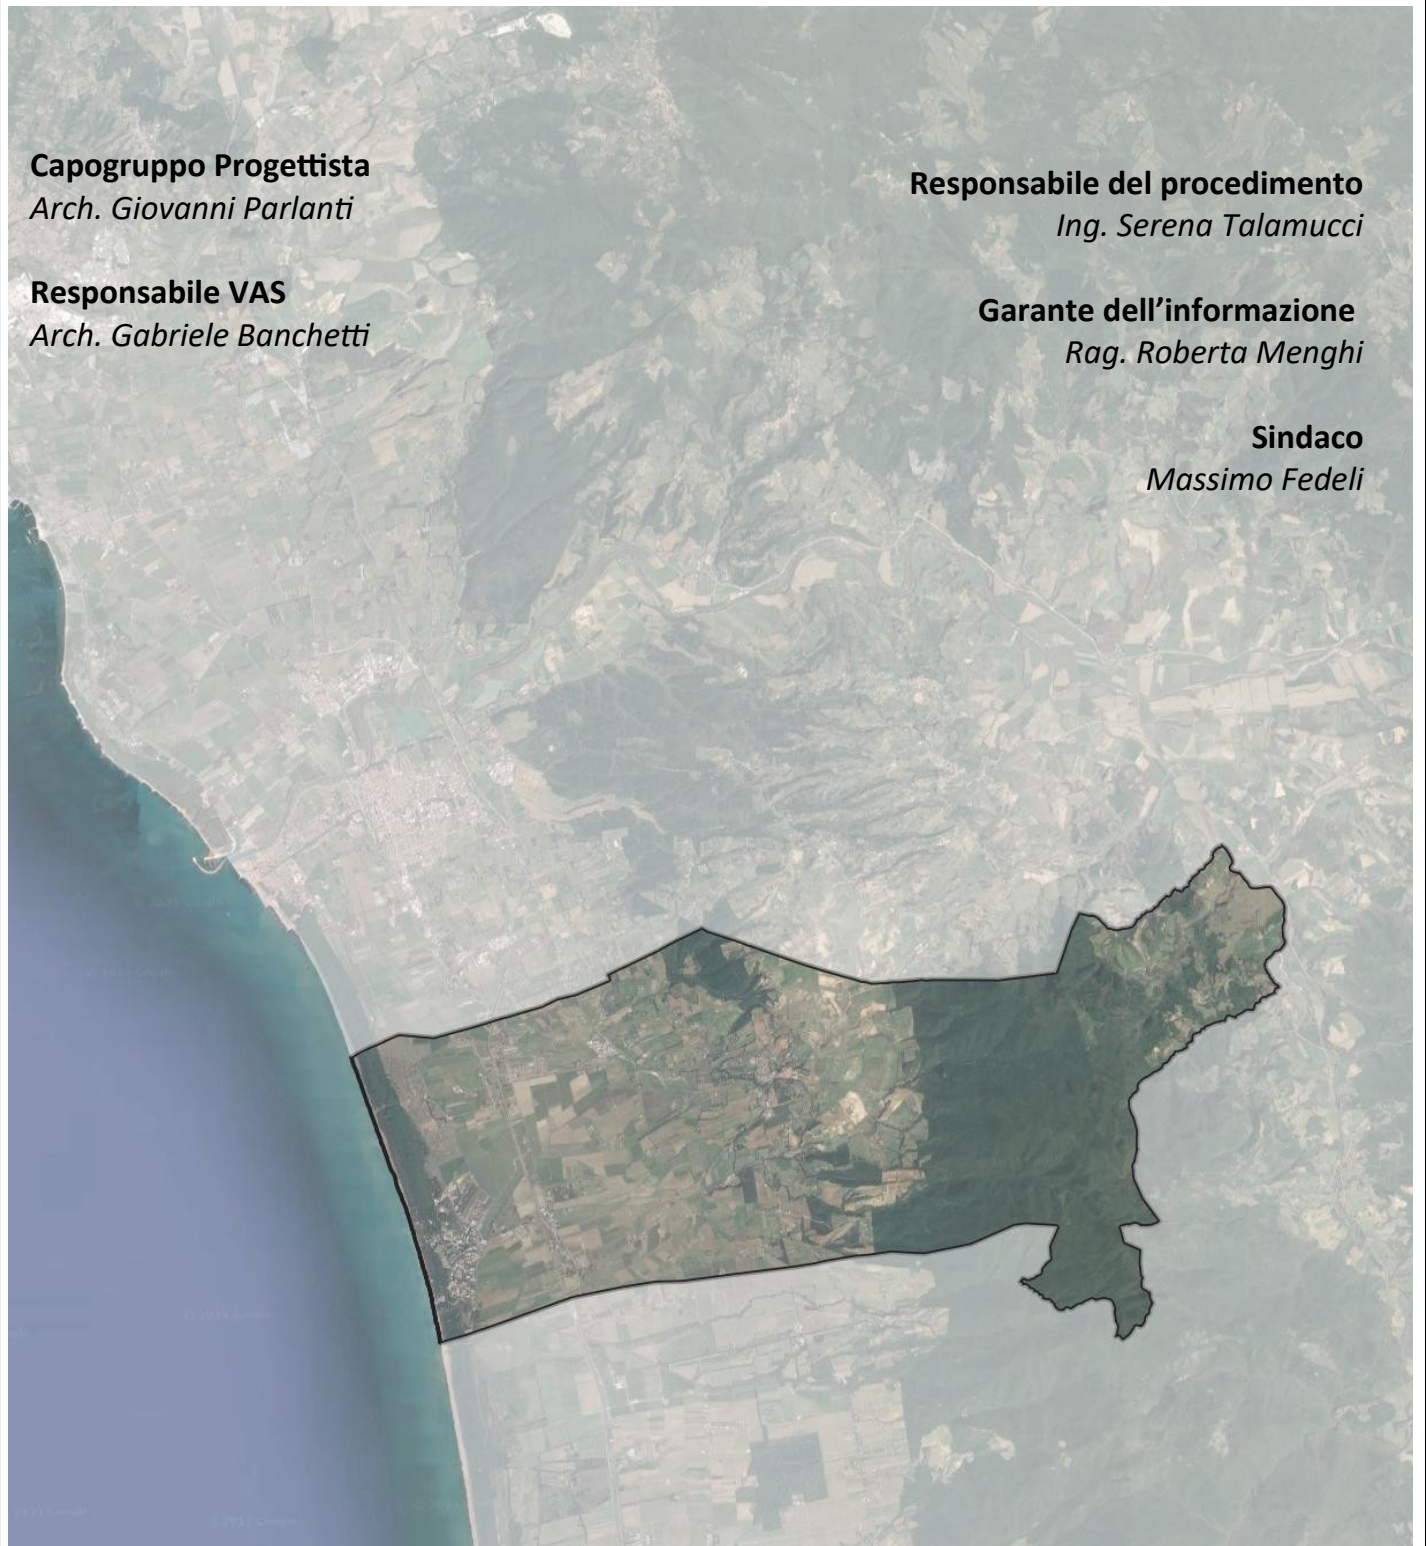 Capogruppo Progettista
Arch. Giovanni Parlanti
Responsabile VAS
Arch. Gabriele Banchetti
Responsabile del procedimento
Ing. Serena Talamucci
Garante dell’informazione
Rag. Roberta Menghi
Sindaco
Massimo Fedeli